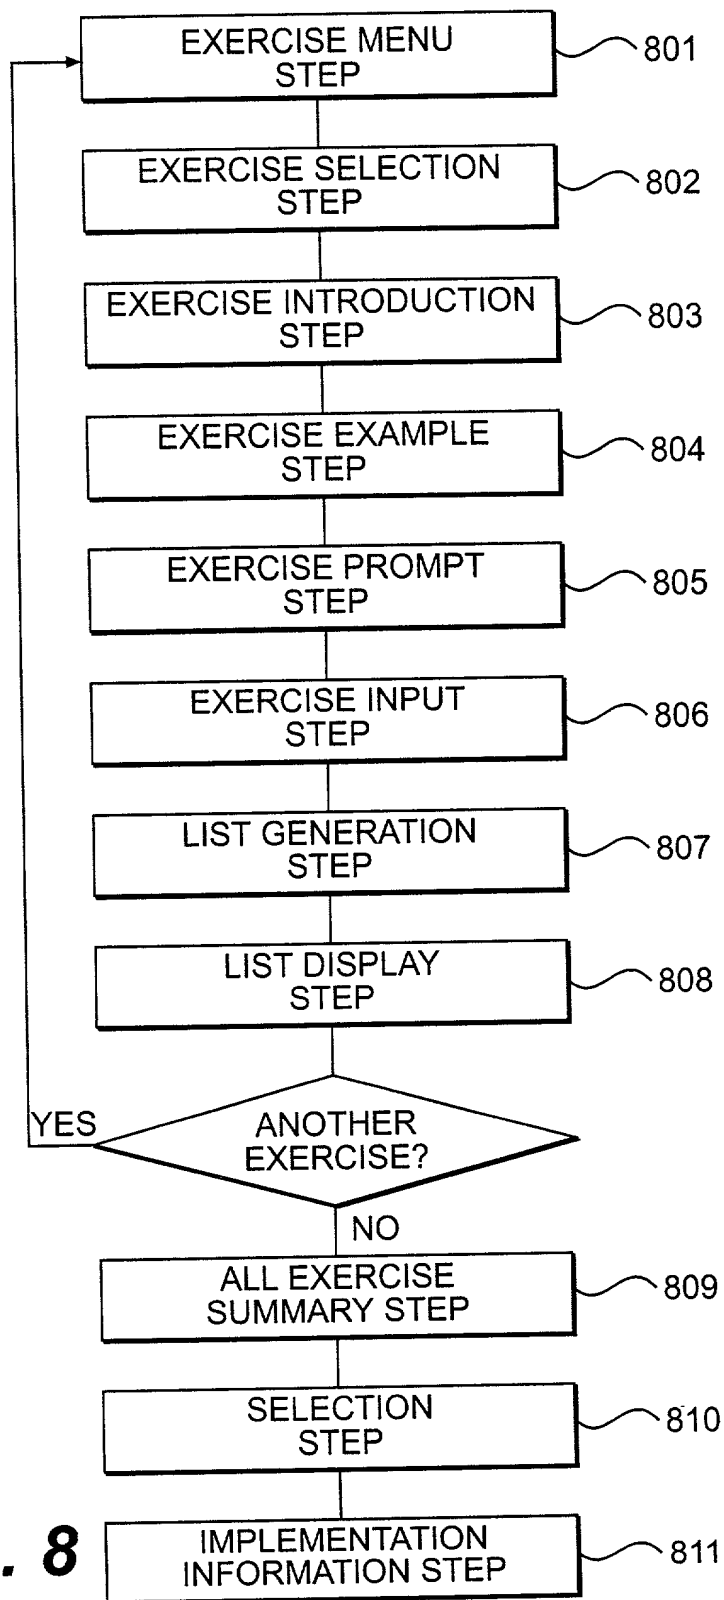 EXERCISE MENU
STEP
801
EXERCISE SELECTION
STEP
802
EXERCISE INTRODUCTION
STEP
803
EXERCISE EXAMPLE
STEP
804
EXERCISE PROMPT
STEP
805
EXERCISE INPUT
STEP
806
LIST GENERATION
STEP
807
LIST DISPLAY
STEP
808
YES
ANOTHER
EXERCISE?
NO
ALL EXERCISE
SUMMARY STEP
809
SELECTION
STEP
810
IMPLEMENTATION
INFORMATION STEP
811
. 8